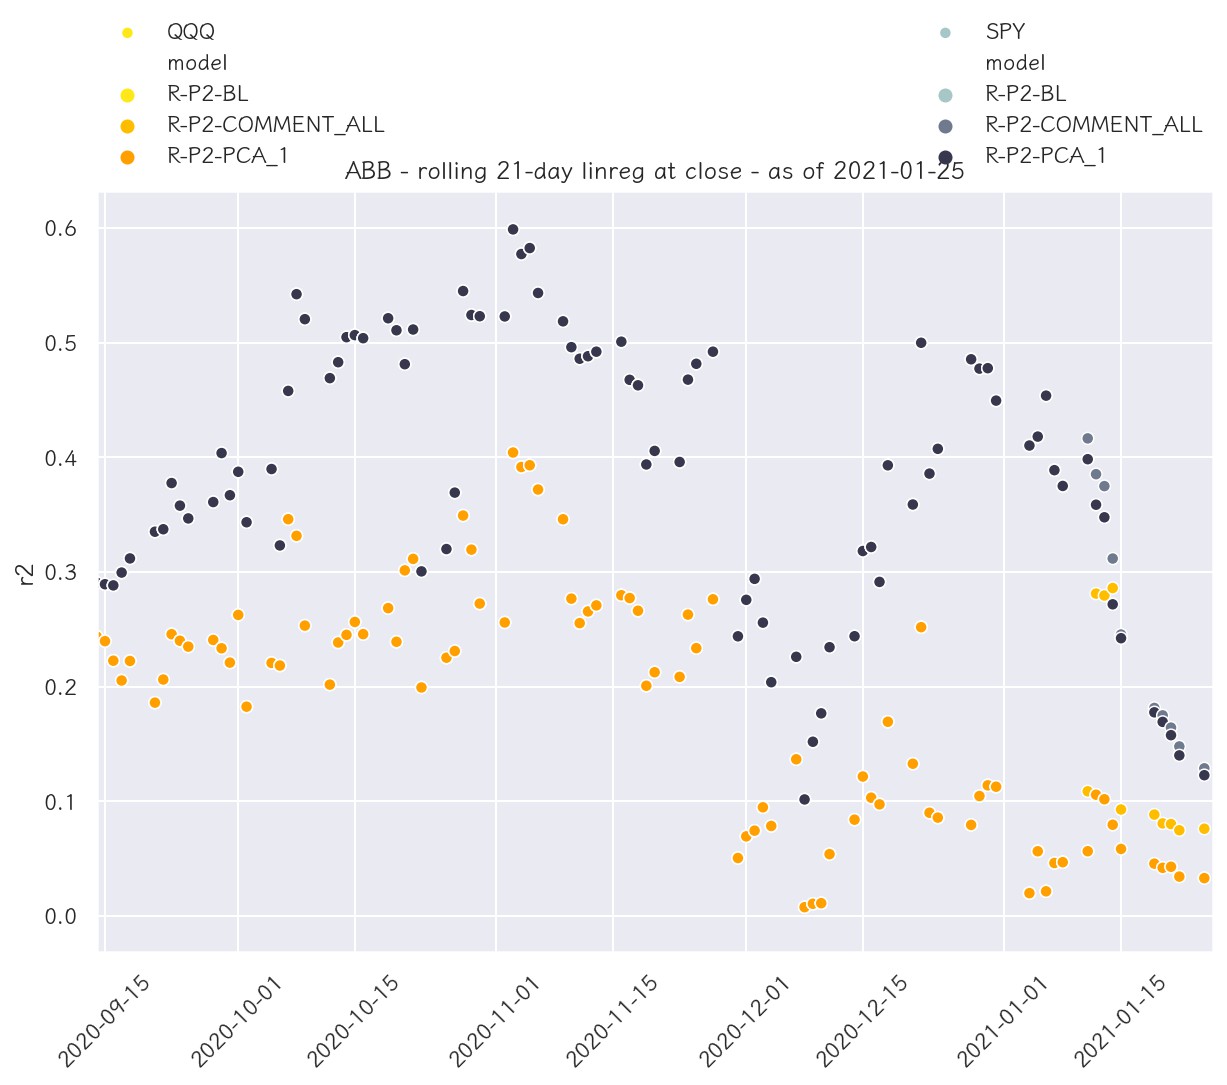 QQQ
model
R-P2-BL
R-P2-COMMENT_ALL
R-P2-PCA_1
SPY
model
R-P2-BL
R-P2-COMMENT_ALL
R-P2-PCA_1
ABB - rolling 21-day linreg at close - as of 2021-01-25
0.6
0.5
0.4
0.3
0.2
0.1
0.0
r2
2020-09-15
2020-10-01
2020-10-15
2020-11-01
2020-11-15
2020-12-01
2020-12-15
2021-01-01
2021-01-15